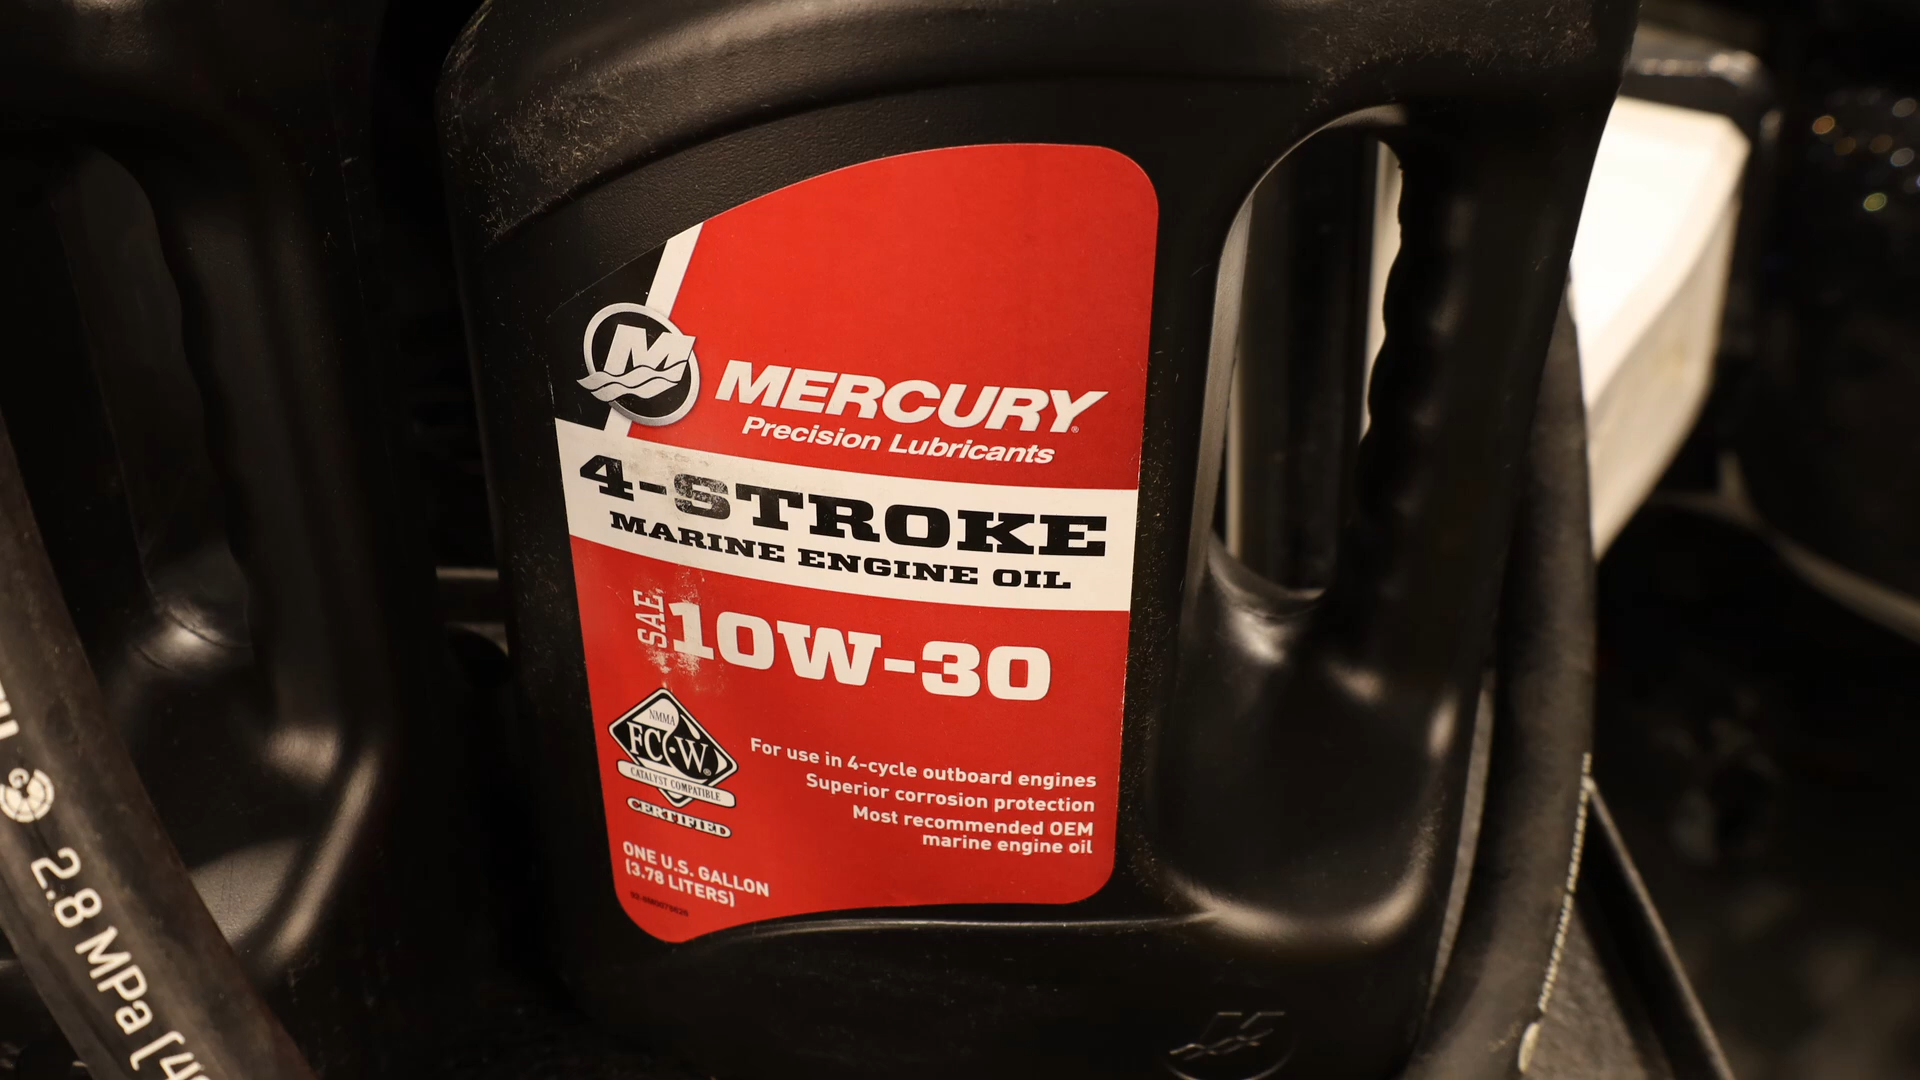 MERCURY
Precision Lubricants
4-STROKE
MARINE ENGINE OIL
SAE 10W-30
NMMA
FC-W
CATALYST COMPATIBLE
CERTIFIED
For use in 4-cycle outboard engines
Superior corrosion protection
Most recommended OEM
marine engine oil
ONE U.S. GALLON
(3.78 LITERS)
2.8 MPa